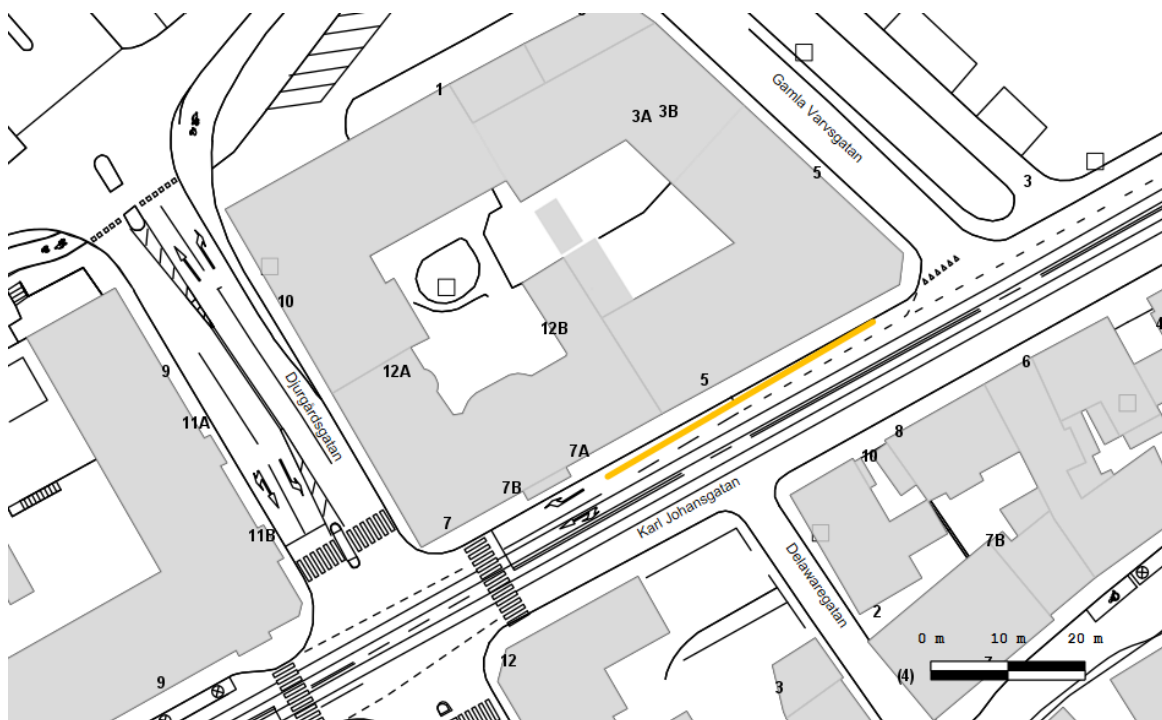 1
3A
3B
Gamla Varvsgatan
5
3
10
12B
12A
9
Djurgårdsgatan
11A
5
4
6
8
10
7A
7B
7
Karl Johansgatan
11B
7B
Delawaregatan
2
12
9
3
0 m 10 m 20 m
(4)